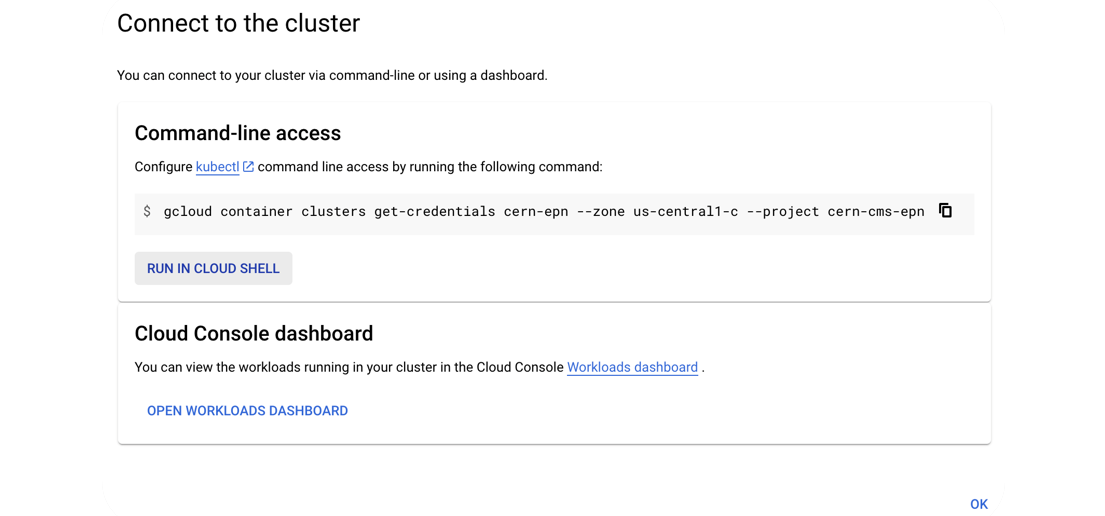 Connect to the cluster
You can connect to your cluster via command-line or using a dashboard.
Command-line access
Configure kubectl command line access by running the following command:
$ gcloud container clusters get-credentials cern-epn --zone us-central1-c --project cern-cms-epn
RUN IN CLOUD SHELL
Cloud Console dashboard
You can view the workloads running in your cluster in the Cloud Console Workloads dashboard .
OPEN WORKLOADS DASHBOARD
OK